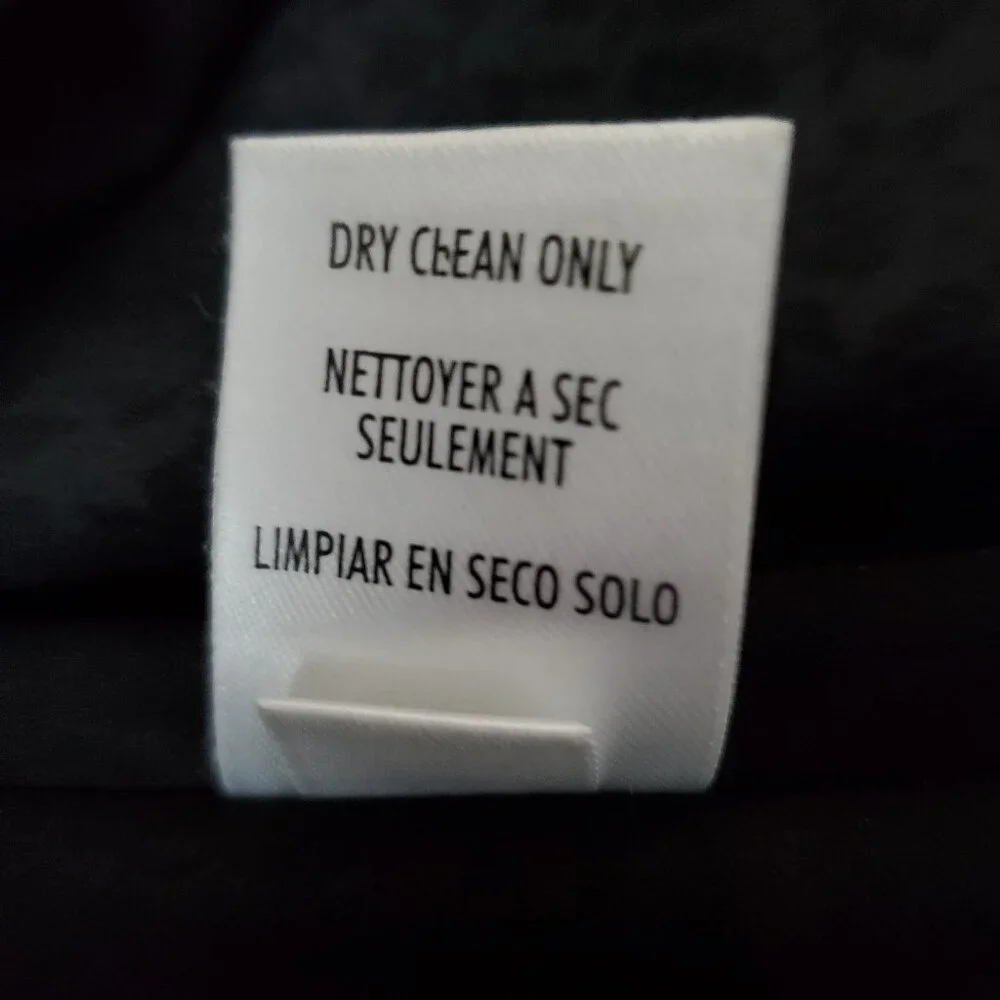 DRY CLEAN ONLY
NETTOYER A SEC
SEULEMENT
LIMPIAR EN SECO SOLO